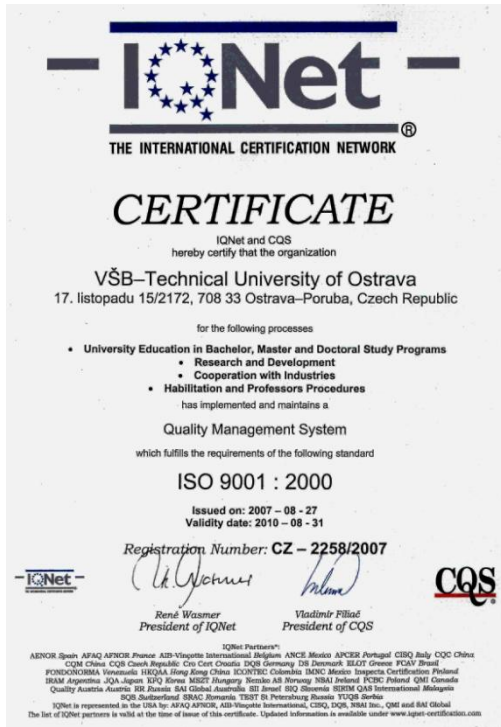 IQNet
®
THE INTERNATIONAL CERTIFICATION NETWORK
CERTIFICATE
IQNet and CQS
hereby certify that the organization
VŠB–Technical University of Ostrava
17. listopadu 15/2172, 708 33 Ostrava–Poruba, Czech Republic
for the following processes
• University Education in Bachelor, Master and Doctoral Study Programs
• Research and Development
• Cooperation with Industries
• Habilitation and Professors Procedures
has implemented and maintains a
Quality Management System
which fulfills the requirements of the following standard
ISO 9001 : 2000
Issued on: 2007 – 08 – 27
Validity date: 2010 – 08 – 31
Registration Number: CZ – 2258/2007
IQNet
CQS
René Wasmer
President of IQNet
Vladimír Filiač
President of CQS
IQNet Partners*:
AENOR Spain AFAQ AFNOR France AIB-Vinçotte International Belgium ANCE Mexico APCER Portugal CISQ Italy CQC China
CQM China CQS Czech Republic Cro Cert Croatia DQS Germany DS Denmark ELOT Greece FCAV Brazil
FONDONORMA Venezuela HKQAA Hong Kong China ICONTEC Colombia IMNC Mexico Inspecta Certification Finland
IRAM Argentina JQA Japan KFQ Korea MSZT Hungary Nemko AS Norway NSAI Ireland PCBC Poland QMI Canada
Quality Austria Austria RR Russia SAI Global Australia SII Israel SIQ Slovenia SIRIM QAS International Malaysia
SQS Switzerland SRAC Romania TEST St Petersburg Russia YUQS Serbia
IQNet is represented in the USA by: AFAQ AFNOR, AIB-Vinçotte International, CISQ, DQS, NSAI Inc., QMI and SAI Global
The list of IQNet partners is valid at the time of issue of this certificate. Updated information is available under www.iqnet-certification.com